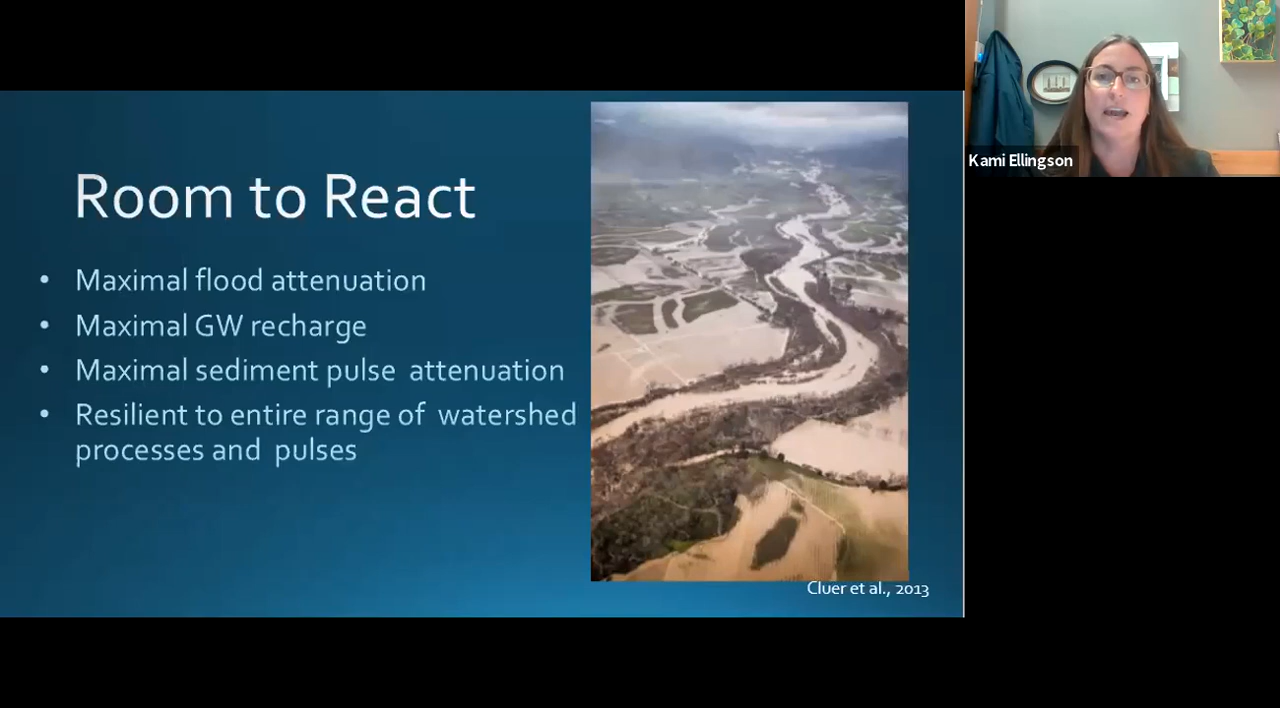 Room to React
• Maximal flood attenuation
• Maximal GW recharge
• Maximal sediment pulse attenuation
• Resilient to entire range of watershed
processes and pulses
Cluer et al., 2013
Kami Ellingson